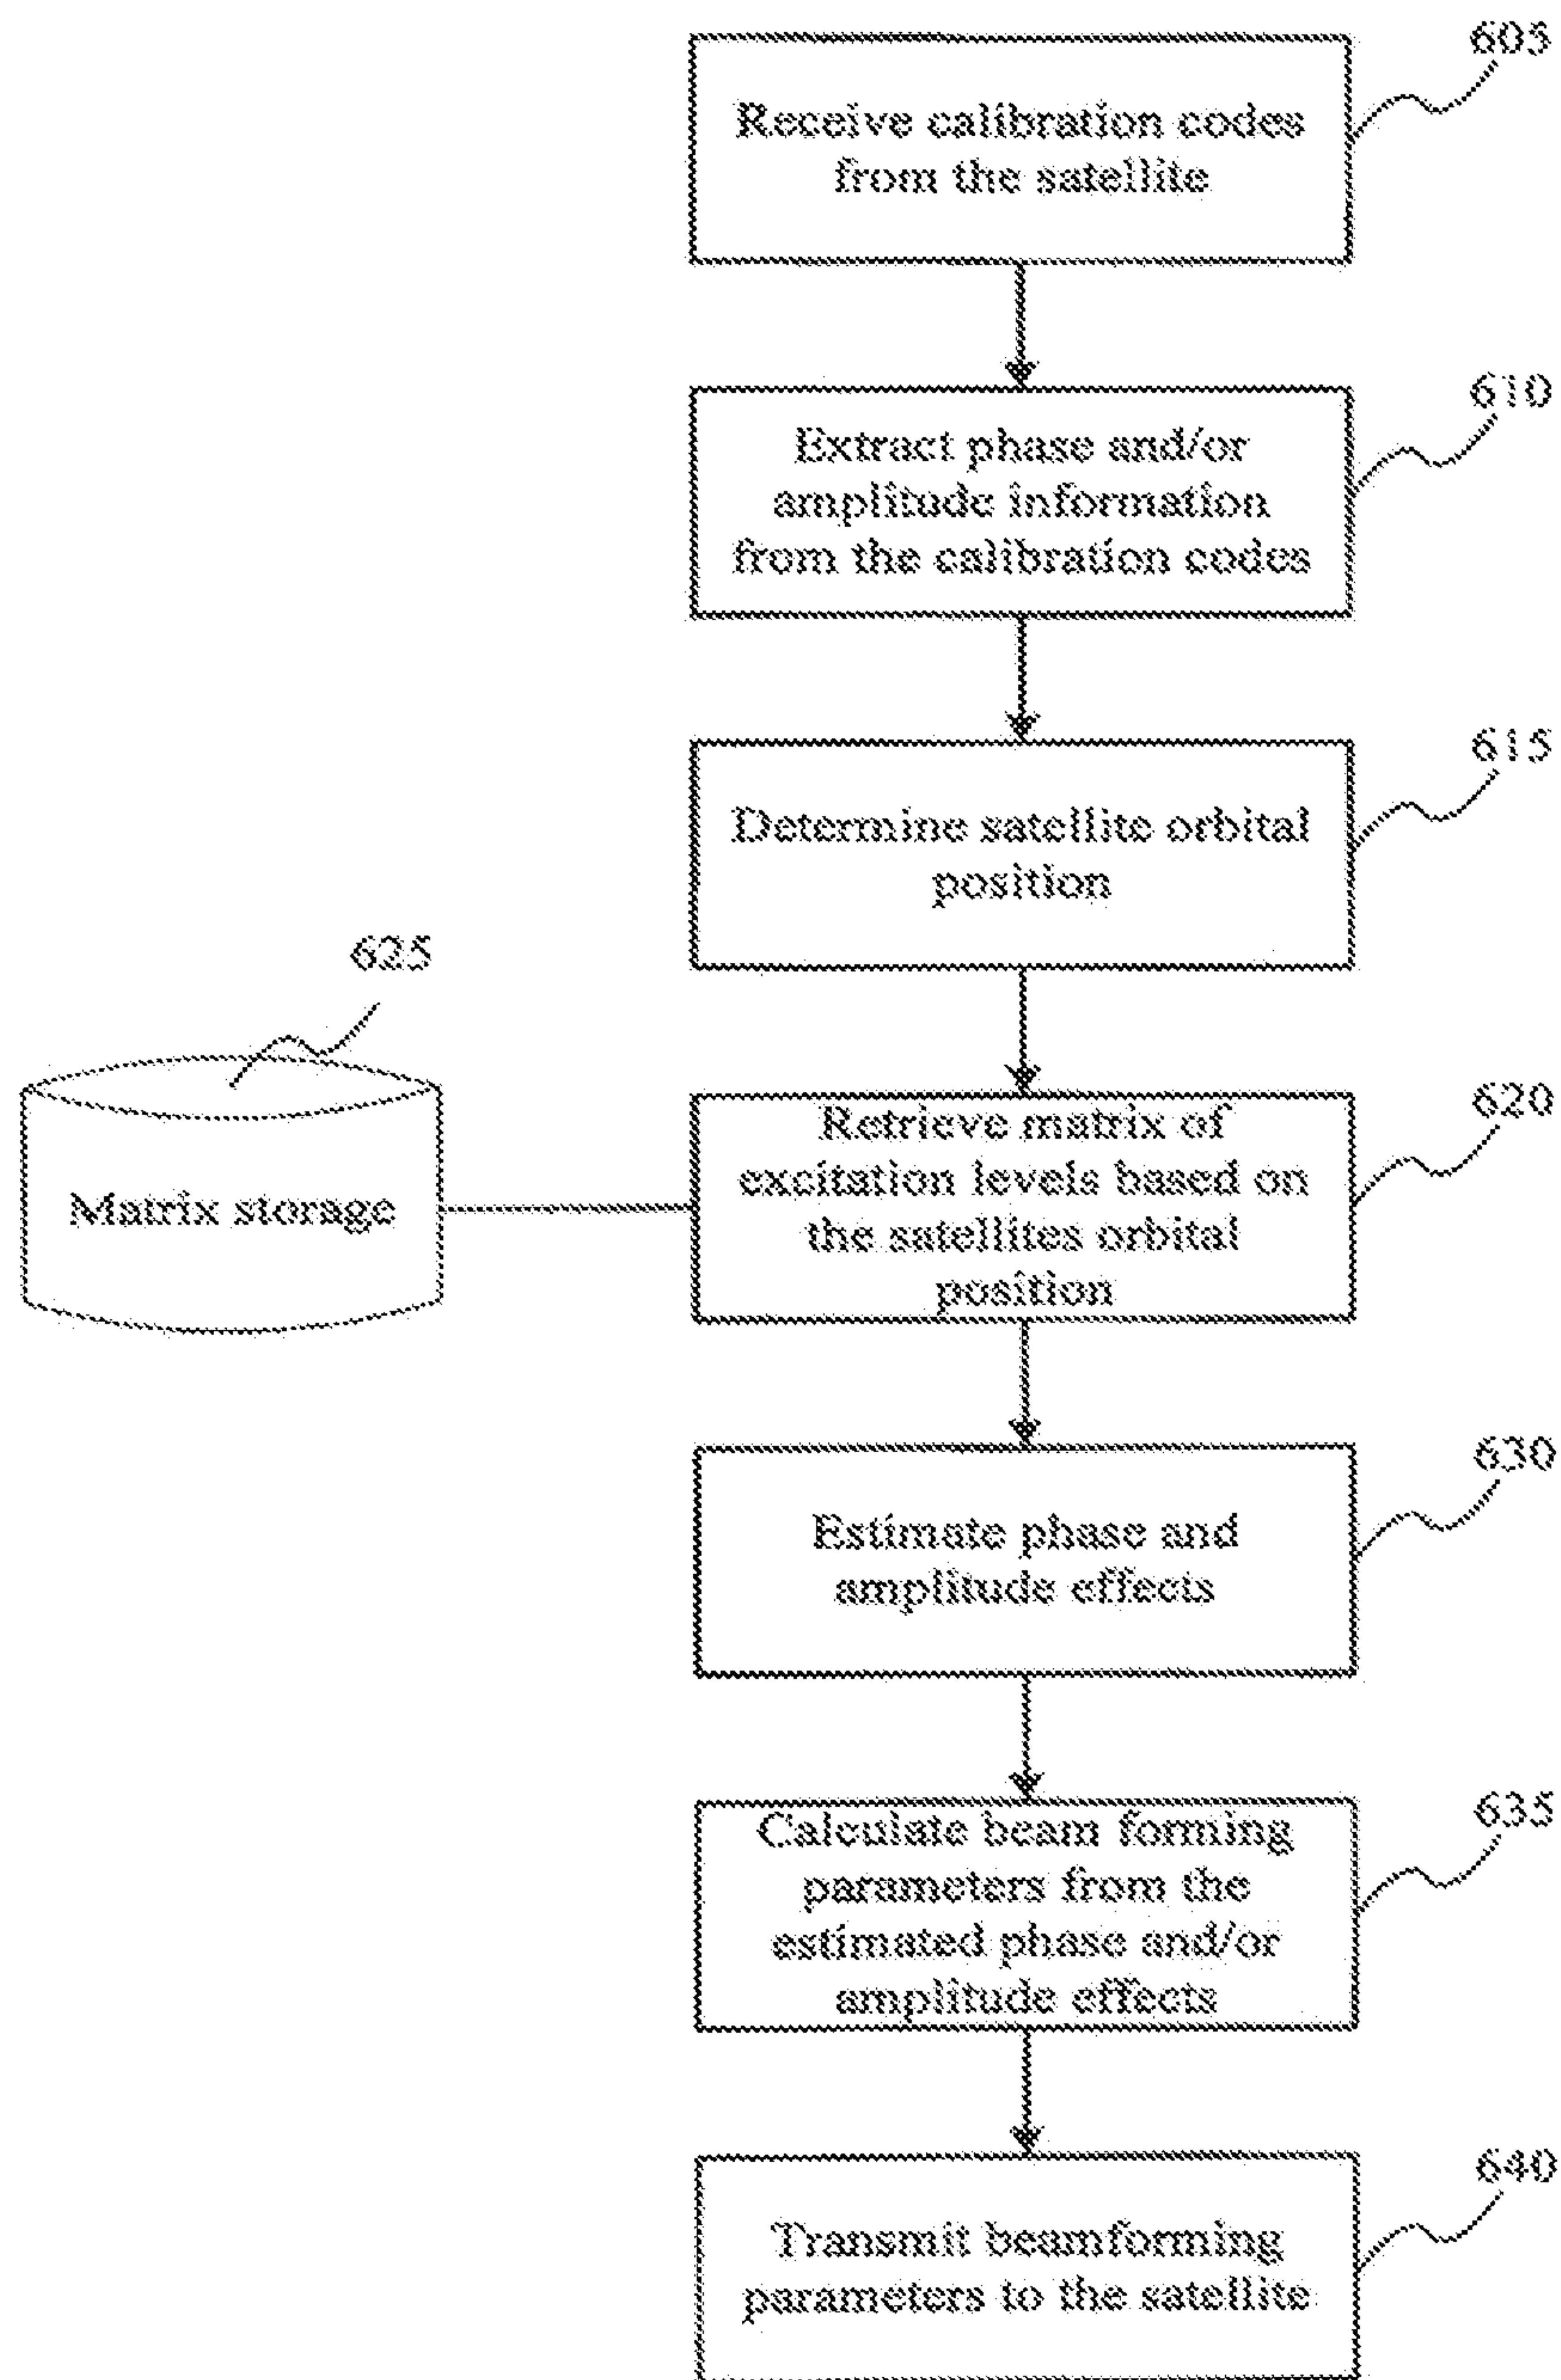 605
Receive calibration codes
from the satellite
610
Extract phase and/or
amplitude information
from the calibration codes
615
Determine satellite orbital
position
625
Matrix storage
620
Retrieve matrix of
excitation levels based on
the satellites orbital
position
630
Estimate phase and
amplitude effects
635
Calculate beam forming
parameters from the
estimated phase and/or
amplitude effects
640
Transmit beamforming
parameters to the satellite